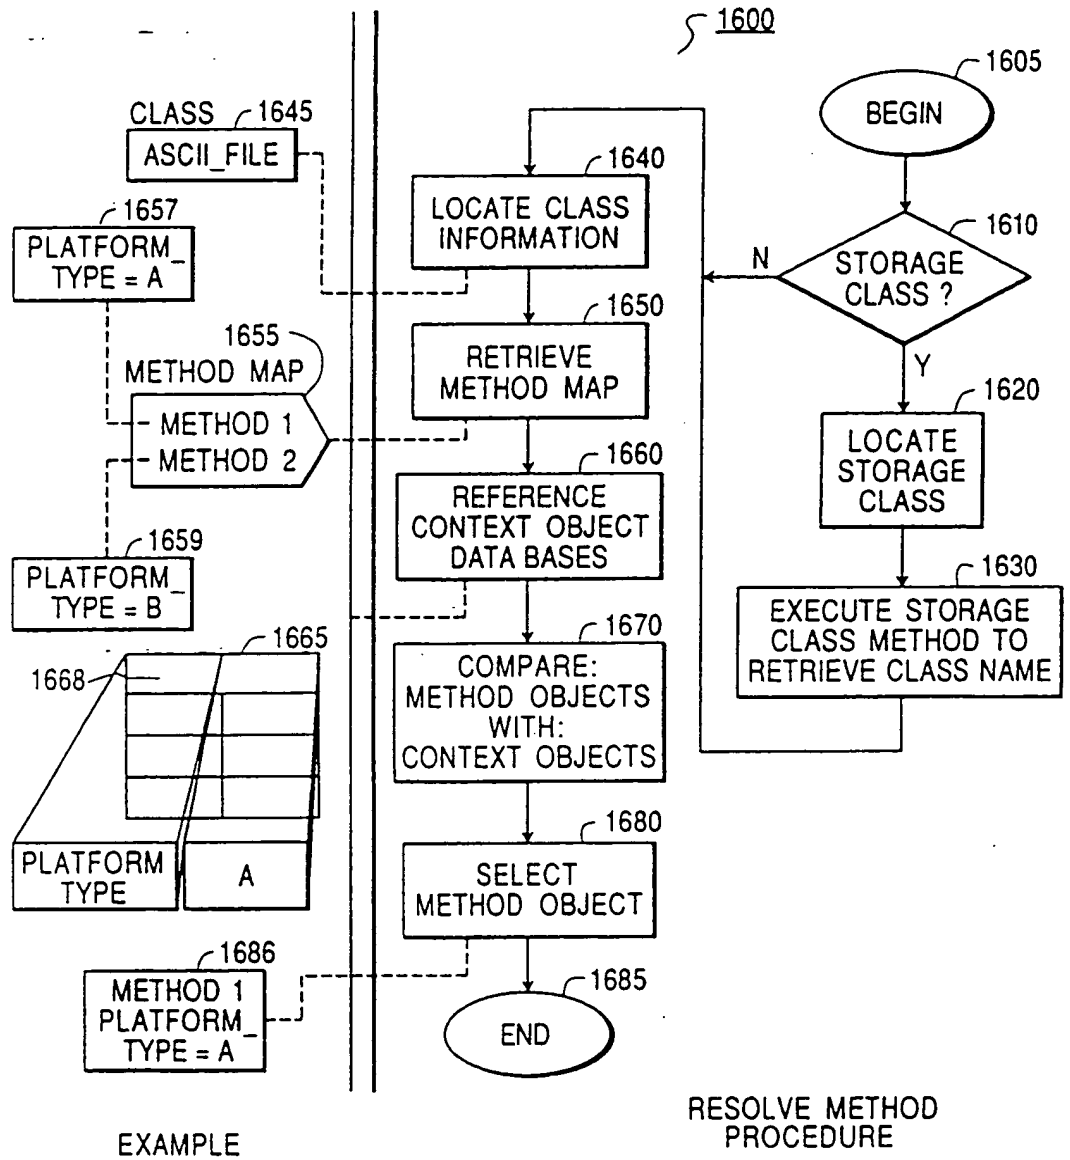 1600
1605
BEGIN
CLASS
1645
ASCII_FILE
1640
LOCATE CLASS
INFORMATION
1610
STORAGE
CLASS ?
N
Y
1657
PLATFORM_
TYPE = A
1655
METHOD MAP
METHOD 1
METHOD 2
1650
RETRIEVE
METHOD MAP
1620
LOCATE
STORAGE
CLASS
1659
PLATFORM_
TYPE = B
1660
REFERENCE
CONTEXT OBJECT
DATA BASES
1630
EXECUTE STORAGE
CLASS METHOD TO
RETRIEVE CLASS NAME
1665
1668
PLATFORM
TYPE
A
1670
COMPARE:
METHOD OBJECTS
WITH:
CONTEXT OBJECTS
1680
SELECT
METHOD OBJECT
1686
METHOD 1
PLATFORM_
TYPE = A
1685
END
EXAMPLE
RESOLVE METHOD
PROCEDURE